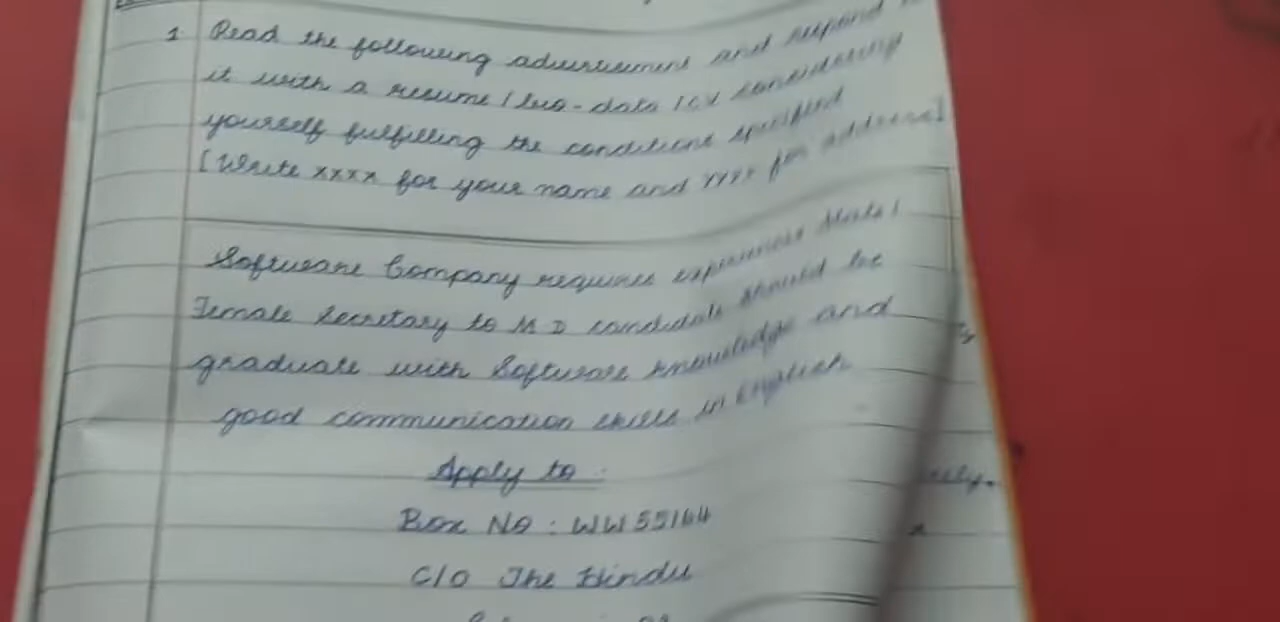 1 Read the following advertisement and respond to
it with a resume / bio-data / CV considering
yourself fulfilling the conditions specified
[Write xxxx for your name and yyyy for address]
Software Company requires experience Male /
Female Secretary to M D candidate should be
graduate with Software knowledge and
good communication skills in English
Apply to :
Box No : WW 55164
C/o The Hindu